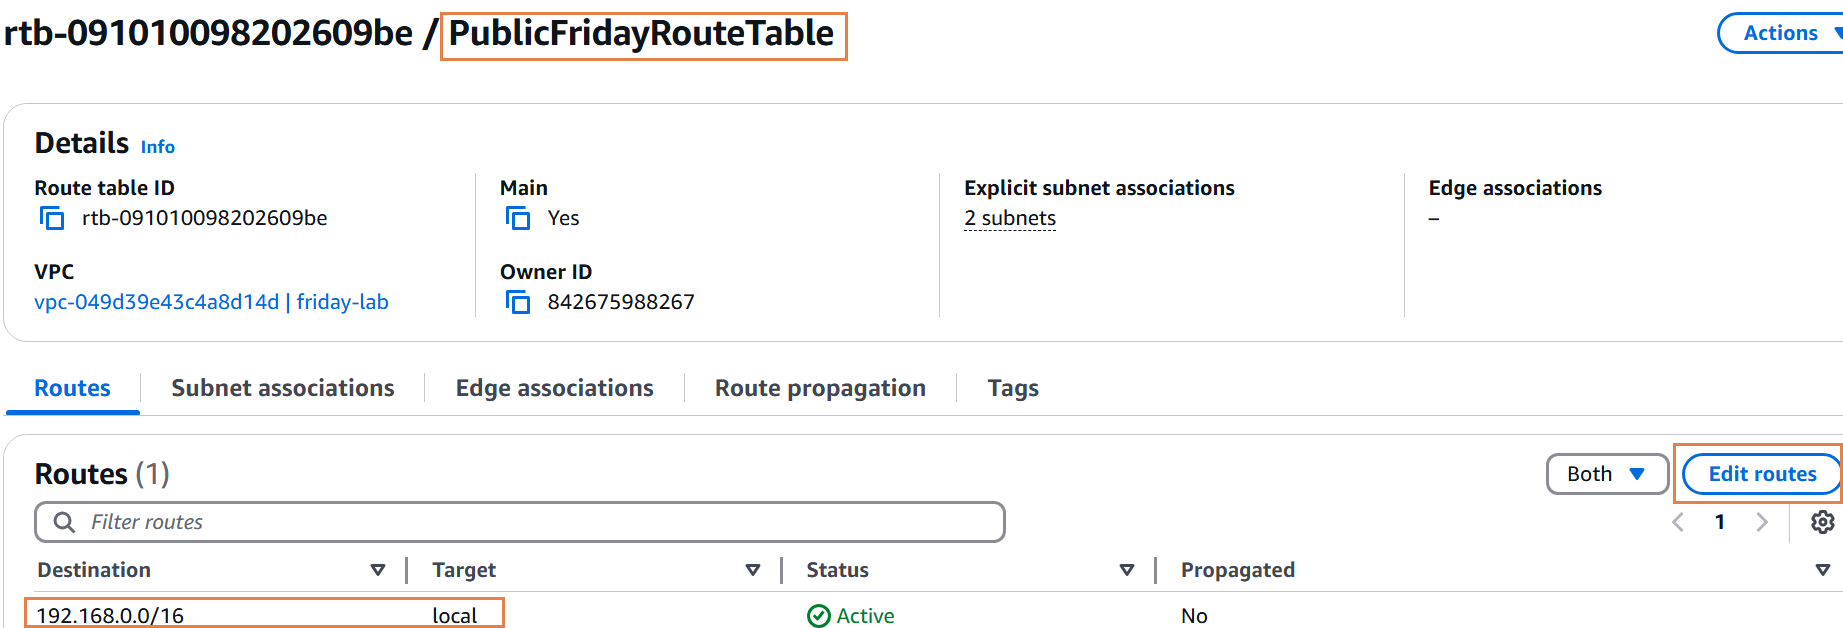 rtb-091010098202609be / PublicFridayRouteTable
Actions
Details Info
Route table ID
rtb-091010098202609be
Main
Yes
Explicit subnet associations
2 subnets
Edge associations
–
VPC
vpc-049d39e43c4a8d14d | friday-lab
Owner ID
842675988267
Routes Subnet associations Edge associations Route propagation Tags
Routes (1)
Both
Edit routes
Filter routes
1
Destination Target Status Propagated
192.168.0.0/16 local Active No